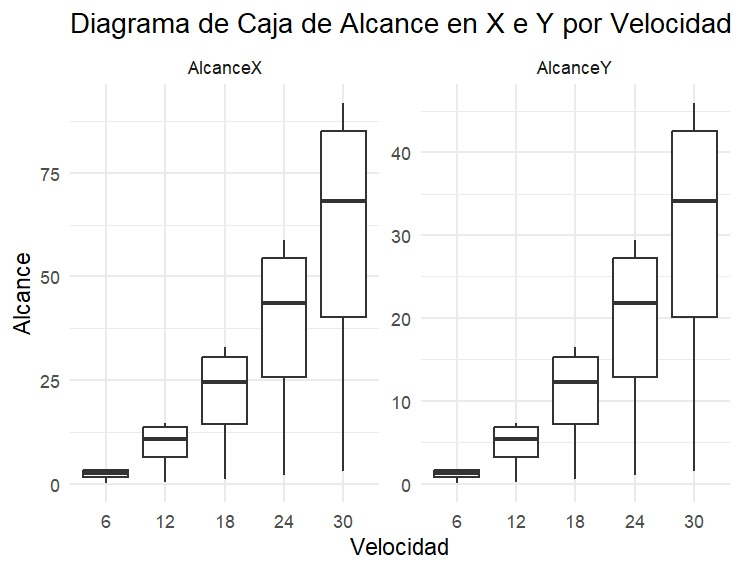 Diagrama de Caja de Alcance en X e Y por Velocidad
AlcanceX
AlcanceY
Alcance
75
50
25
0
40
30
20
10
0
6 12 18 24 30
6 12 18 24 30
Velocidad